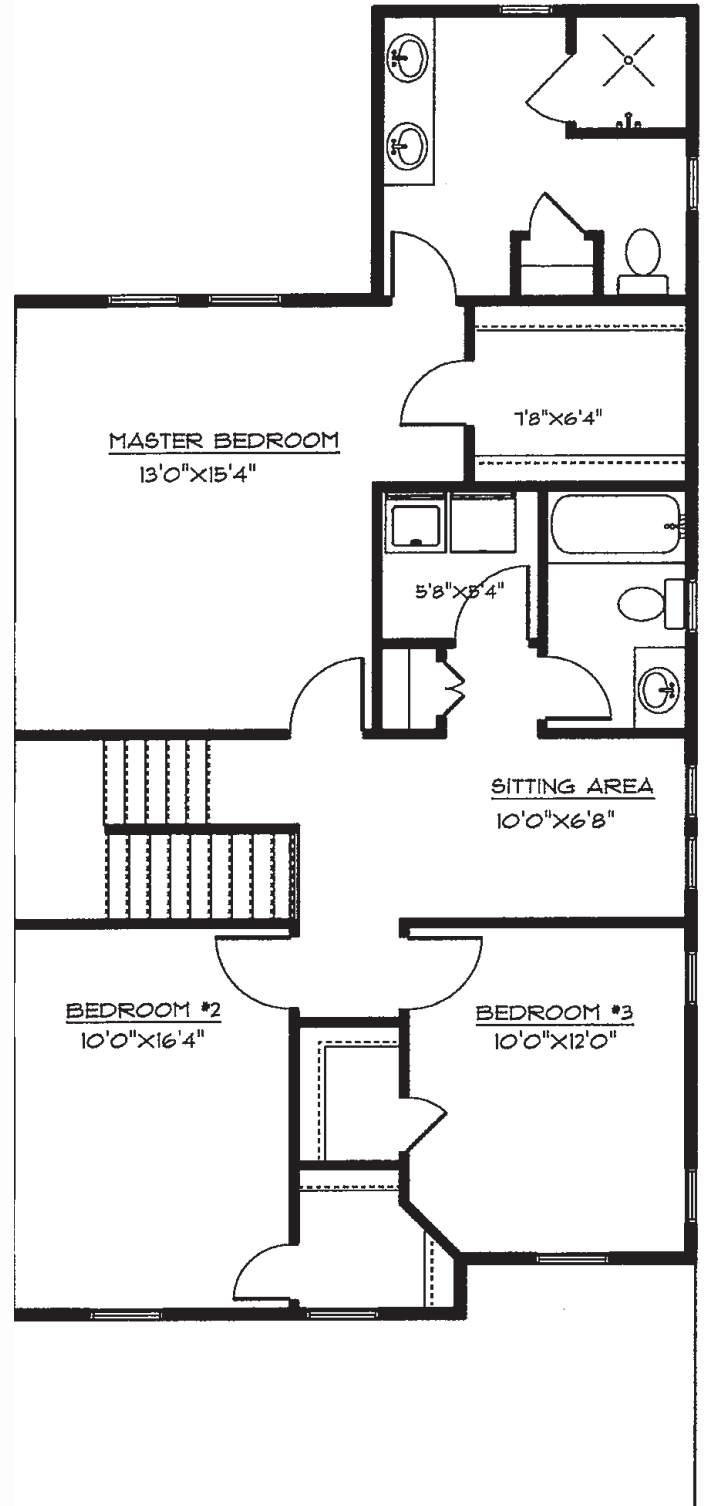 7'8"X6'4"
MASTER BEDROOM
13'0"X15'4"
5'8"X5'4"
SITTING AREA
10'0"X6'8"
BEDROOM #2
10'0"X16'4"
BEDROOM #3
10'0"X12'0"